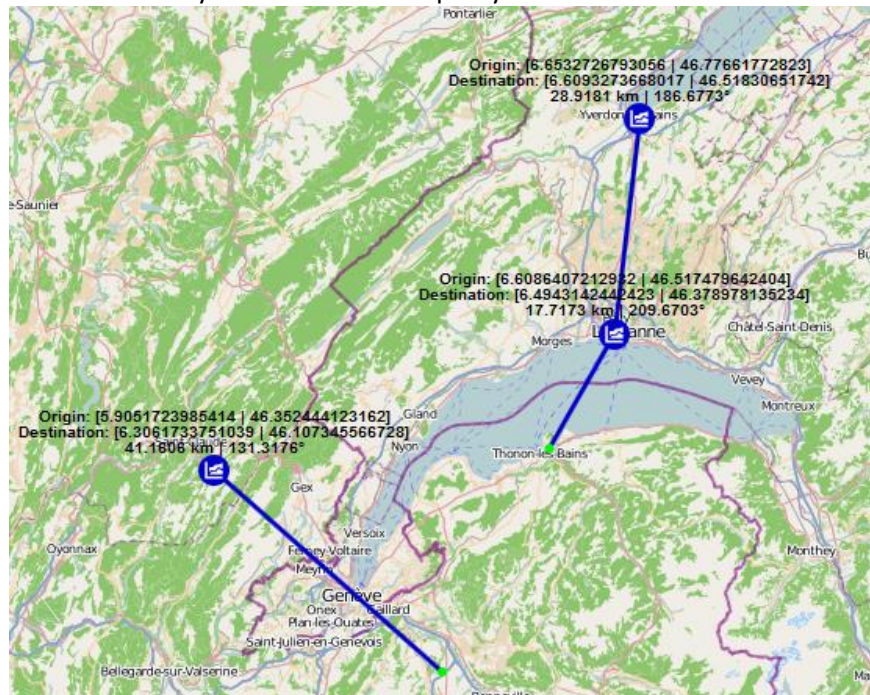 Pontarlier
Origin: [6.6532726793056 | 46.77661772823]
Destination: [6.6093273668017 | 46.51830651742]
28.9181 km | 186.6773°
Yverdon ains
e-Saunier
Origin: [6.6086407212932 | 46.517479642404]
Destination: [6.4943142442423 | 46.378978135234]
17.7173 km | 209.6703°
L anne
Châtel-Saint-Denis
Morges
Vevey
Montreux
Gland
Origin: [5.9051723985414 | 46.352444123162]
Destination: [6.3061733751039 | 46.107345566728]
41.1606 km | 131.3176°
Nyon
Thonon-les-Bains
Gex
Versoix
Oyonnax
Ferney-Voltaire
Monthey
Meyrin
Genève
Onex
Gaillard
Plan-les-Ouates
Saint-Julien-en-Genevois
Bellegarde-sur-Valserine